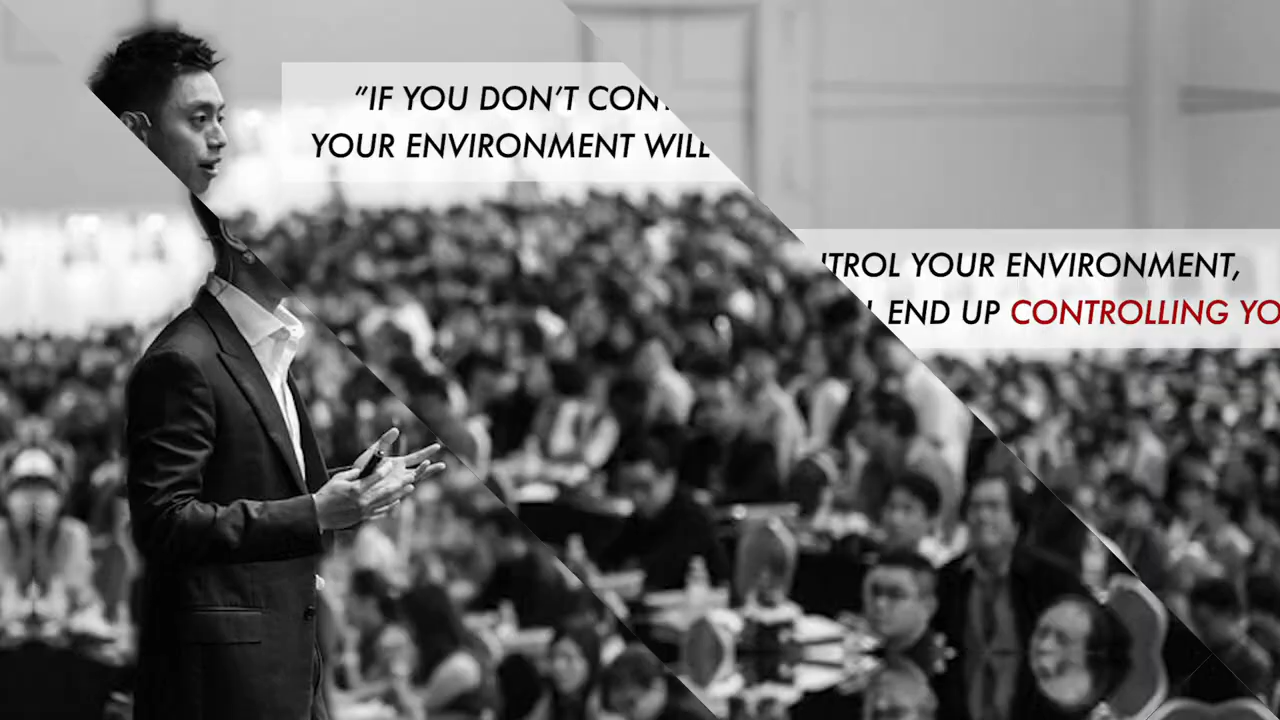 “IF YOU DON’T CON
YOUR ENVIRONMENT WILL
TROL YOUR ENVIRONMENT,
END UP CONTROLLING YO